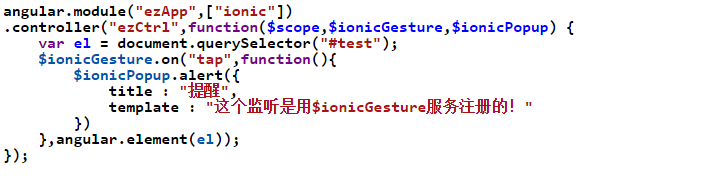 angular.module("ezApp",["ionic"])
.controller("ezCtrl",function($scope,$ionicGesture,$ionicPopup) {
    var el = document.querySelector("#test");
    $ionicGesture.on("tap",function(){
        $ionicPopup.alert({
            title : "提醒",
            template : "这个监听是用$ionicGesture服务注册的! "
        })
    },angular.element(el));
});